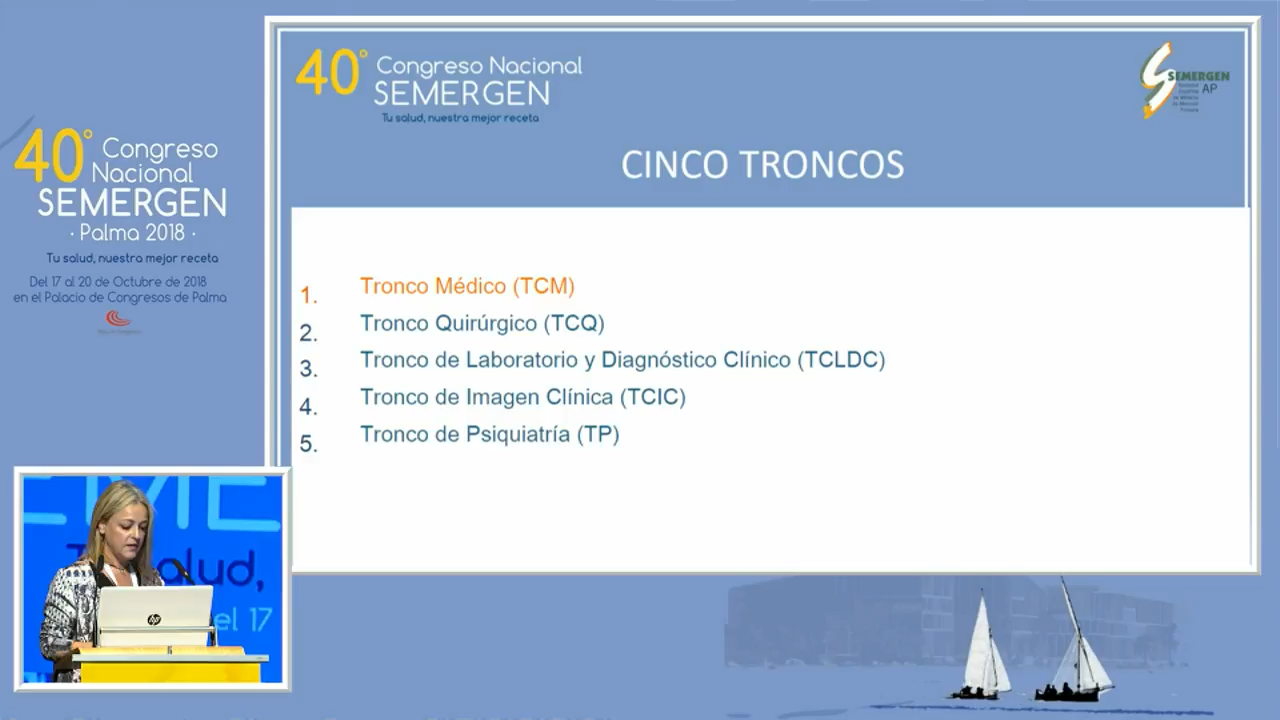 40° Congreso
Nacional
SEMERGEN
· Palma 2018 ·
Tu salud, nuestra mejor receta
Del 17 al 20 de Octubre de 2018
en el Palacio de Congresos de Palma
40° Congreso Nacional
SEMERGEN
Tu salud, nuestra mejor receta
SEMERGEN
AP
CINCO TRONCOS
1. Tronco Médico (TCM)
2. Tronco Quirúrgico (TCQ)
3. Tronco de Laboratorio y Diagnóstico Clínico (TCLDC)
4. Tronco de Imagen Clínica (TCIC)
5. Tronco de Psiquiatría (TP)
EME
alud,
el 17
hp